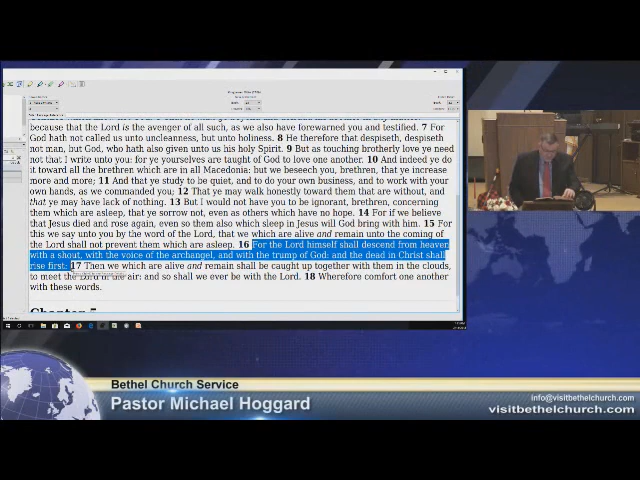 because that the Lord is the avenger of all such, as we also have forewarned you and testified. 7 For
God hath not called us unto uncleanness, but unto holiness. 8 He therefore that despiseth, despiseth
not man, but God, who hath also given unto us his holy Spirit. 9 But as touching brotherly love ye need
not that I write unto you: for ye yourselves are taught of God to love one another. 10 And indeed ye do
it toward all the brethren which are in all Macedonia: but we beseech you, brethren, that ye increase
more and more; 11 And that ye study to be quiet, and to do your own business, and to work with your
own hands, as we commanded you; 12 That ye may walk honestly toward them that are without, and
that ye may have lack of nothing. 13 But I would not have you to be ignorant, brethren, concerning
them which are asleep, that ye sorrow not, even as others which have no hope. 14 For if we believe
that Jesus died and rose again, even so them also which sleep in Jesus will God bring with him. 15 For
this we say unto you by the word of the Lord, that we which are alive and remain unto the coming of
the Lord shall not prevent them which are asleep. 16 For the Lord himself shall descend from heaven
with a shout, with the voice of the archangel, and with the trump of God: and the dead in Christ shall
rise first: 17 Then we which are alive and remain shall be caught up together with them in the clouds,
to meet the air: and so shall we ever be with the Lord. 18 Wherefore comfort one another
with these words.
Chapter 5
Bethel Church Service
Pastor Michael Hoggard
info@visitbethelchurch.com
visitbethelchurch.com